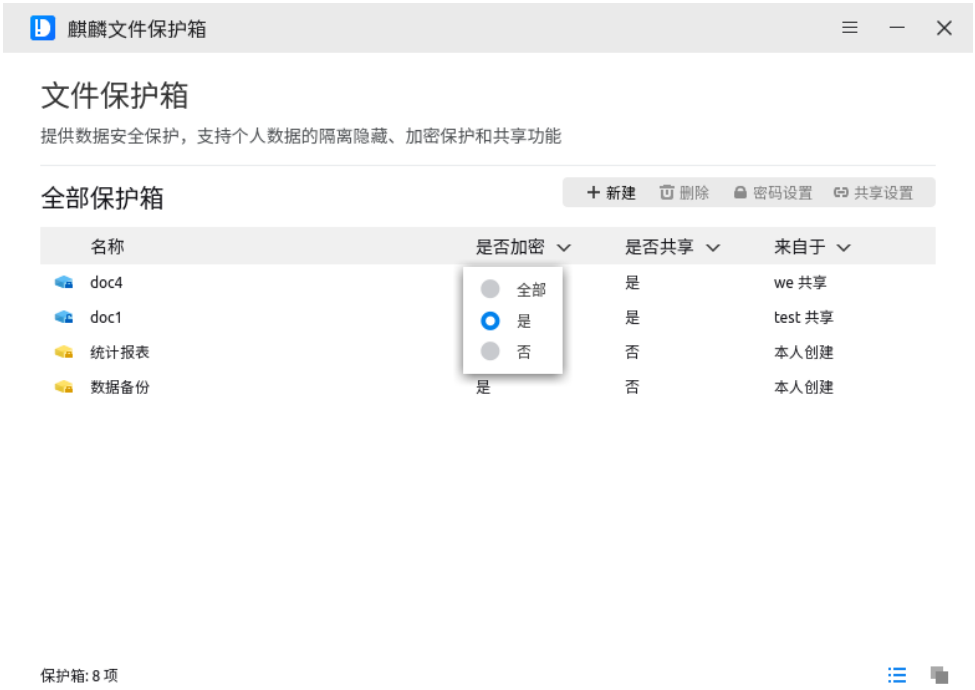 麒麟文件保护箱
文件保护箱
提供数据安全保护，支持个人数据的隔离隐藏、加密保护和共享功能
全部保护箱
新建 删除 密码设置 共享设置
名称 是否加密 是否共享 来自于
doc4 是 we 共享
doc1 是 test 共享
统计报表 否 本人创建
数据备份 是 否 本人创建
全部
是
否
保护箱: 8 项